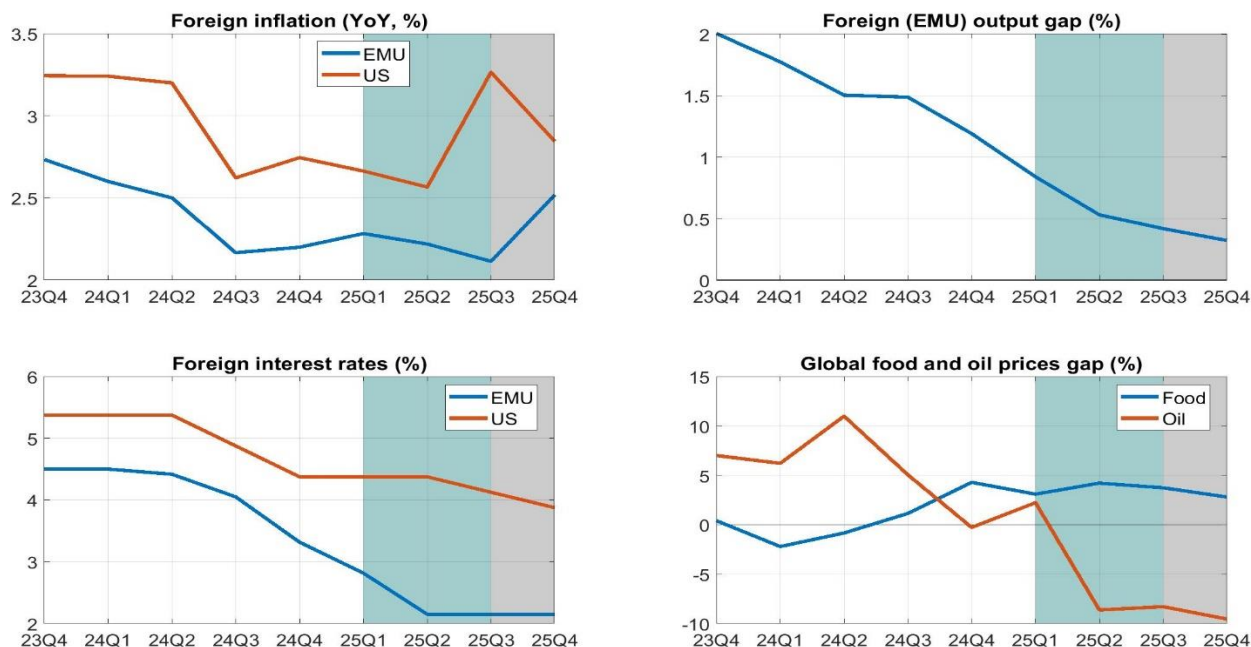 Foreign inflation (YoY, %)
3.5
3
2.5
2
EMU
US
23Q4 24Q1 24Q2 24Q3 24Q4 25Q1 25Q2 25Q3 25Q4
Foreign (EMU) output gap (%)
2
1.5
1
0.5
0
23Q4 24Q1 24Q2 24Q3 24Q4 25Q1 25Q2 25Q3 25Q4
Foreign interest rates (%)
6
5
4
3
2
EMU
US
23Q4 24Q1 24Q2 24Q3 24Q4 25Q1 25Q2 25Q3 25Q4
Global food and oil prices gap (%)
15
10
5
0
-5
-10
Food
Oil
23Q4 24Q1 24Q2 24Q3 24Q4 25Q1 25Q2 25Q3 25Q4